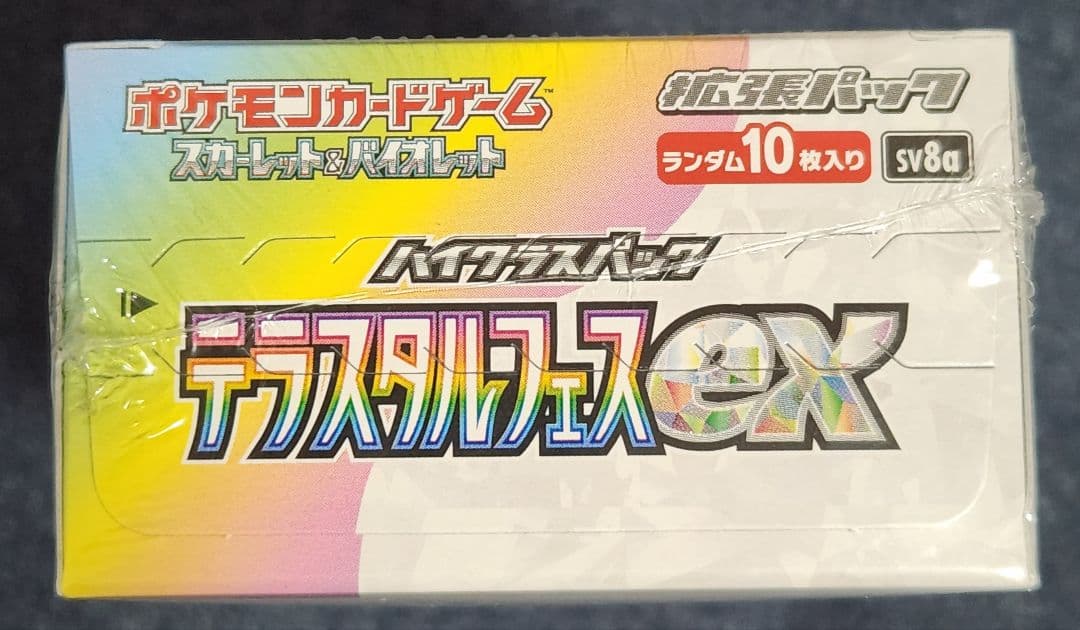 ポケモンカードゲーム™
スカーレット&バイオレット
拡張パック
ランダム10枚入り
SV8a
ハイクラスパック
テラスタルフェスex